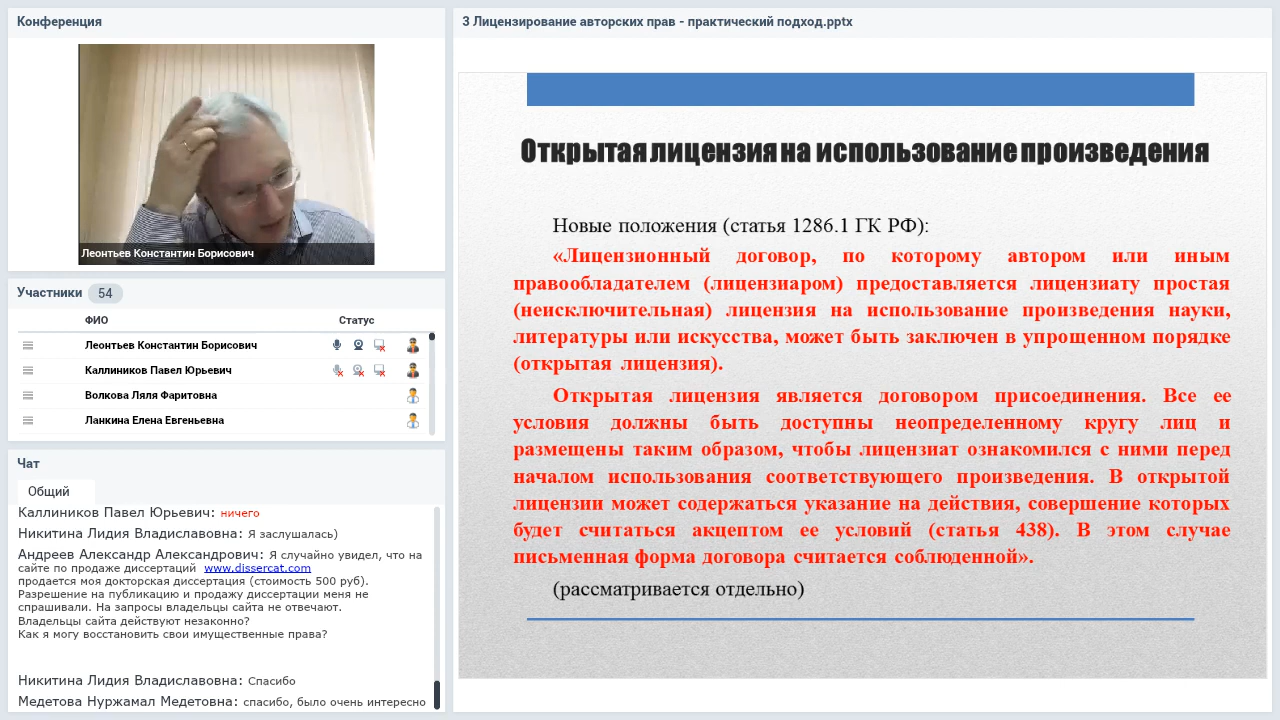 Конференция
Леонтьев Константин Борисович
Участники 54
ФИО Статус
Леонтьев Константин Борисович
Каллиников Павел Юрьевич
Волкова Ляля Фаритовна
Ланкина Елена Евгеньевна
Чат
Общий
Каллиников Павел Юрьевич: ничего
Никитина Лидия Владиславовна: Я заслушалась)
Андреев Александр Александрович: Я случайно увидел, что на
сайте по продаже диссертаций www.dissercat.com
продается моя докторская диссертация (стоимость 500 руб).
Разрешение на публикацию и продажу диссертации меня не
спрашивали. На запросы владельцы сайта не отвечают.
Владельцы сайта действуют незаконно?
Как я могу восстановить свои имущественные права?
Никитина Лидия Владиславовна: Спасибо
Медетова Нуржамал Медетовна: спасибо, было очень интересно
3 Лицензирование авторских прав - практический подход.pptx
Открытая лицензия на использование произведения
Новые положения (статья 1286.1 ГК РФ):
«Лицензионный договор, по которому автором или иным
правообладателем (лицензиаром) предоставляется лицензиату простая
(неисключительная) лицензия на использование произведения науки,
литературы или искусства, может быть заключен в упрощенном порядке
(открытая лицензия).
Открытая лицензия является договором присоединения. Все ее
условия должны быть доступны неопределенному кругу лиц и
размещены таким образом, чтобы лицензиат ознакомился с ними перед
началом использования соответствующего произведения. В открытой
лицензии может содержаться указание на действия, совершение которых
будет считаться акцептом ее условий (статья 438). В этом случае
письменная форма договора считается соблюденной».
(рассматривается отдельно)